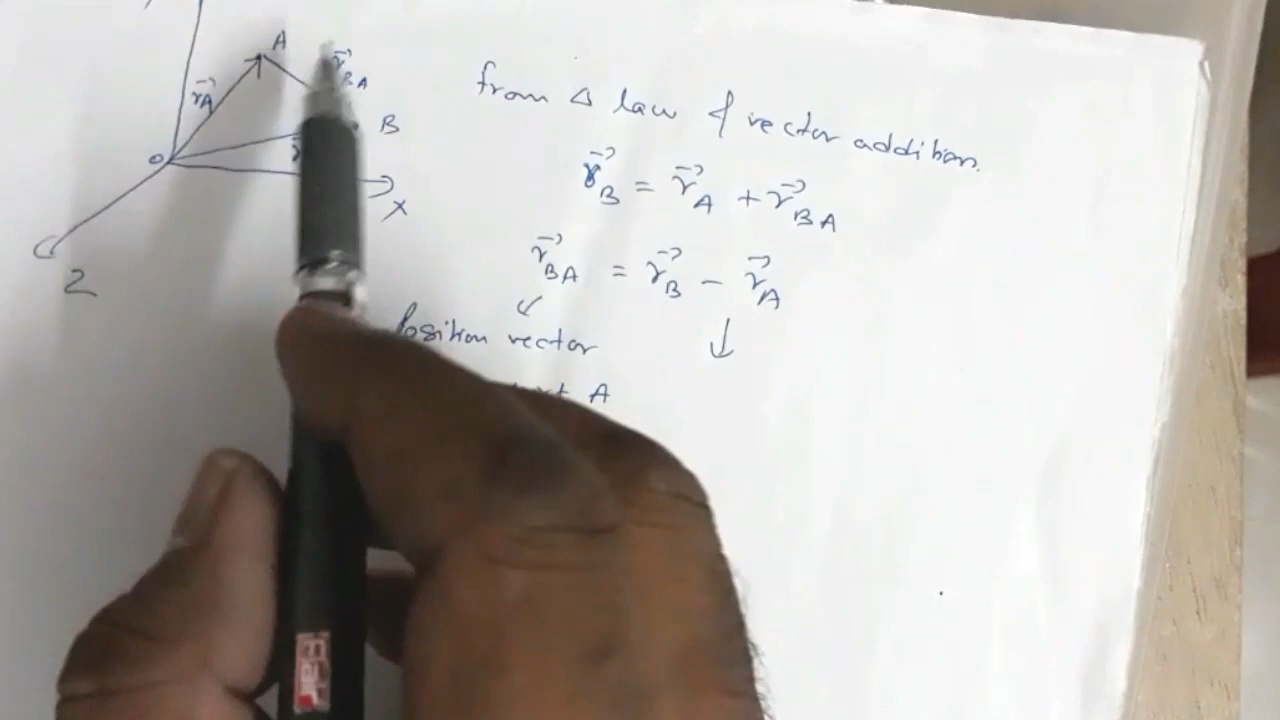 A
r⃗A
r⃗BA
B
O
X
Z
from Δ law of vector addition.
r⃗B = r⃗A + r⃗BA
r⃗BA = r⃗B − r⃗A
↙ ↓
Position vector
A